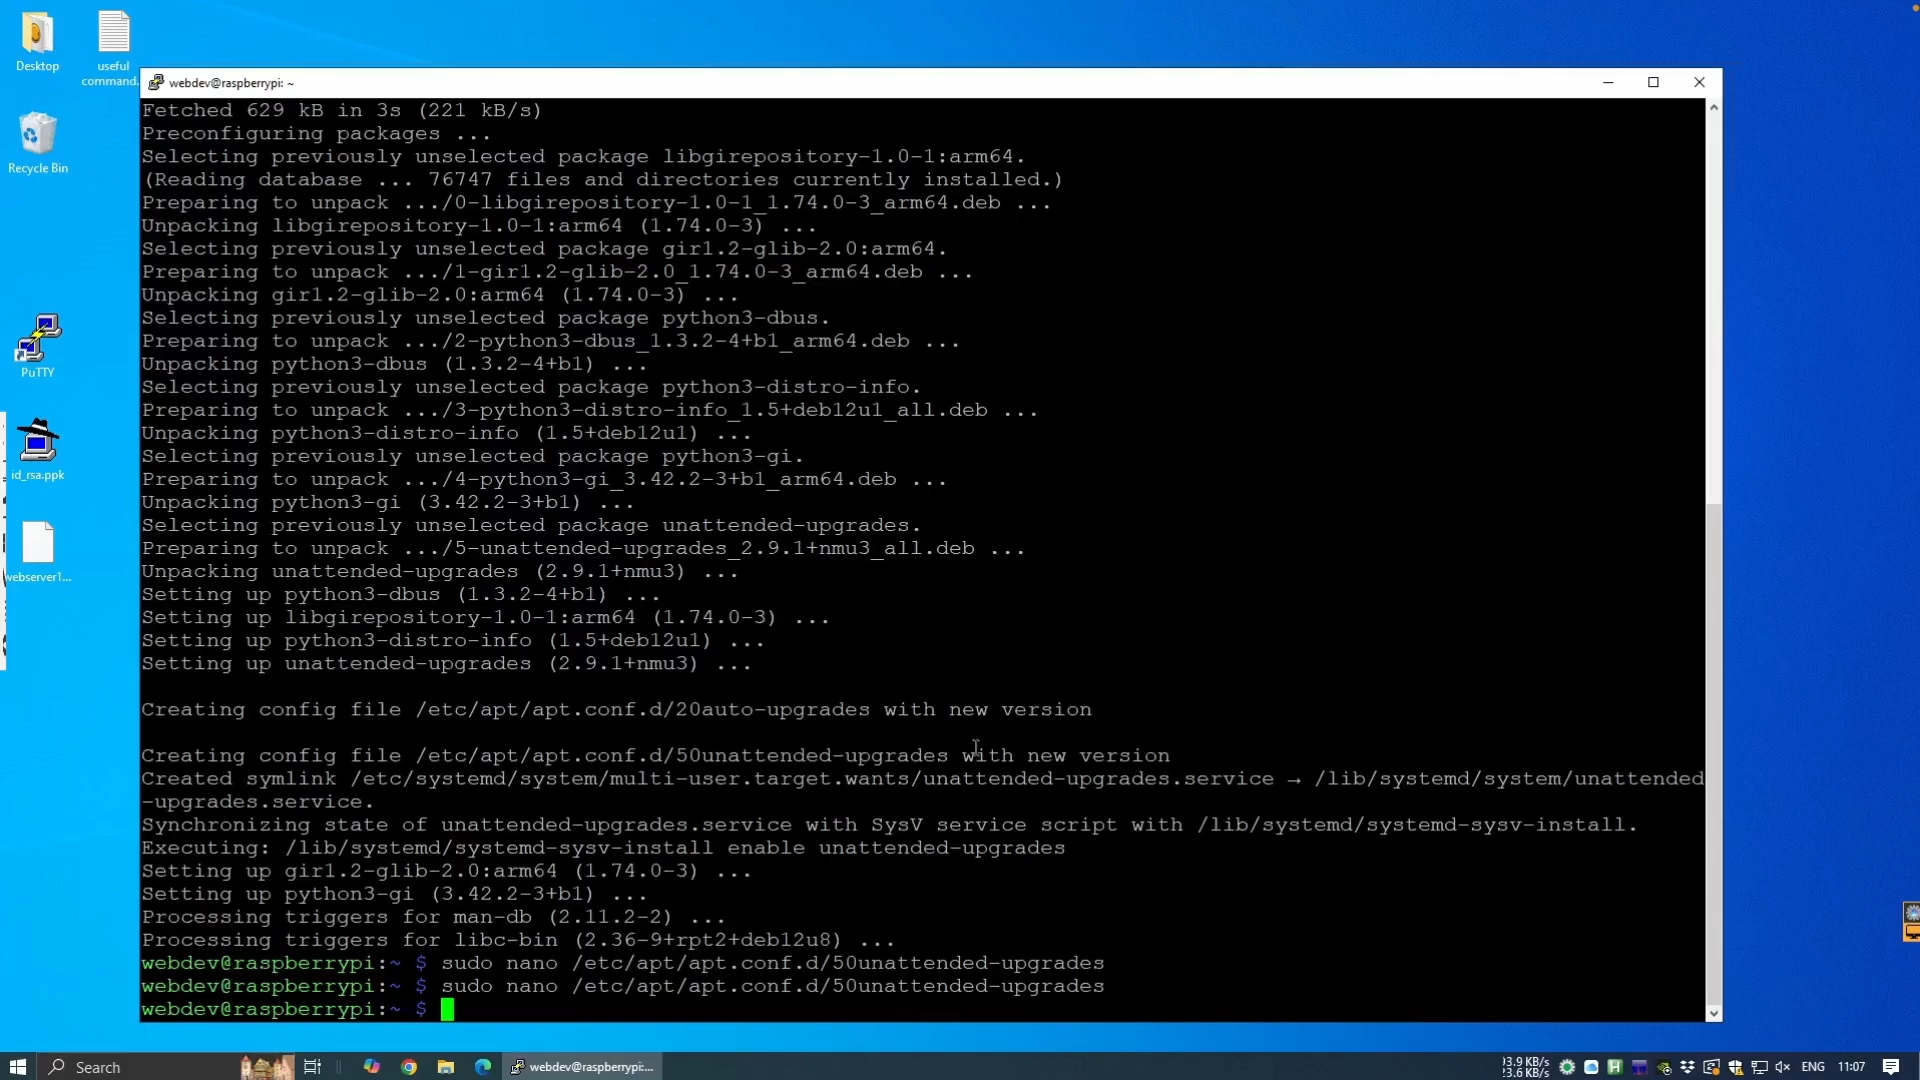 Desktop
useful
command.
Recycle Bin
PuTTY
id_rsa.ppk
webserver1...
webdev@raspberrypi: ~
Fetched 629 kB in 3s (221 kB/s)
Preconfiguring packages ...
Selecting previously unselected package libgirepository-1.0-1:arm64.
(Reading database ... 76747 files and directories currently installed.)
Preparing to unpack .../0-libgirepository-1.0-1_1.74.0-3_arm64.deb ...
Unpacking libgirepository-1.0-1:arm64 (1.74.0-3) ...
Selecting previously unselected package gir1.2-glib-2.0:arm64.
Preparing to unpack .../1-gir1.2-glib-2.0_1.74.0-3_arm64.deb ...
Unpacking gir1.2-glib-2.0:arm64 (1.74.0-3) ...
Selecting previously unselected package python3-dbus.
Preparing to unpack .../2-python3-dbus_1.3.2-4+b1_arm64.deb ...
Unpacking python3-dbus (1.3.2-4+b1) ...
Selecting previously unselected package python3-distro-info.
Preparing to unpack .../3-python3-distro-info_1.5+deb12u1_all.deb ...
Unpacking python3-distro-info (1.5+deb12u1) ...
Selecting previously unselected package python3-gi.
Preparing to unpack .../4-python3-gi_3.42.2-3+b1_arm64.deb ...
Unpacking python3-gi (3.42.2-3+b1) ...
Selecting previously unselected package unattended-upgrades.
Preparing to unpack .../5-unattended-upgrades_2.9.1+nmu3_all.deb ...
Unpacking unattended-upgrades (2.9.1+nmu3) ...
Setting up python3-dbus (1.3.2-4+b1) ...
Setting up libgirepository-1.0-1:arm64 (1.74.0-3) ...
Setting up python3-distro-info (1.5+deb12u1) ...
Setting up unattended-upgrades (2.9.1+nmu3) ...
Creating config file /etc/apt/apt.conf.d/20auto-upgrades with new version
Creating config file /etc/apt/apt.conf.d/50unattended-upgrades with new version
Created symlink /etc/systemd/system/multi-user.target.wants/unattended-upgrades.service → /lib/systemd/system/unattended
-upgrades.service.
Synchronizing state of unattended-upgrades.service with SysV service script with /lib/systemd/systemd-sysv-install.
Executing: /lib/systemd/systemd-sysv-install enable unattended-upgrades
Setting up gir1.2-glib-2.0:arm64 (1.74.0-3) ...
Setting up python3-gi (3.42.2-3+b1) ...
Processing triggers for man-db (2.11.2-2) ...
Processing triggers for libc-bin (2.36-9+rpt2+deb12u8) ...
webdev@raspberrypi:~ $ sudo nano /etc/apt/apt.conf.d/50unattended-upgrades
webdev@raspberrypi:~ $ sudo nano /etc/apt/apt.conf.d/50unattended-upgrades
webdev@raspberrypi:~ $
Search
webdev@raspberrypi:...
ENG
11:07